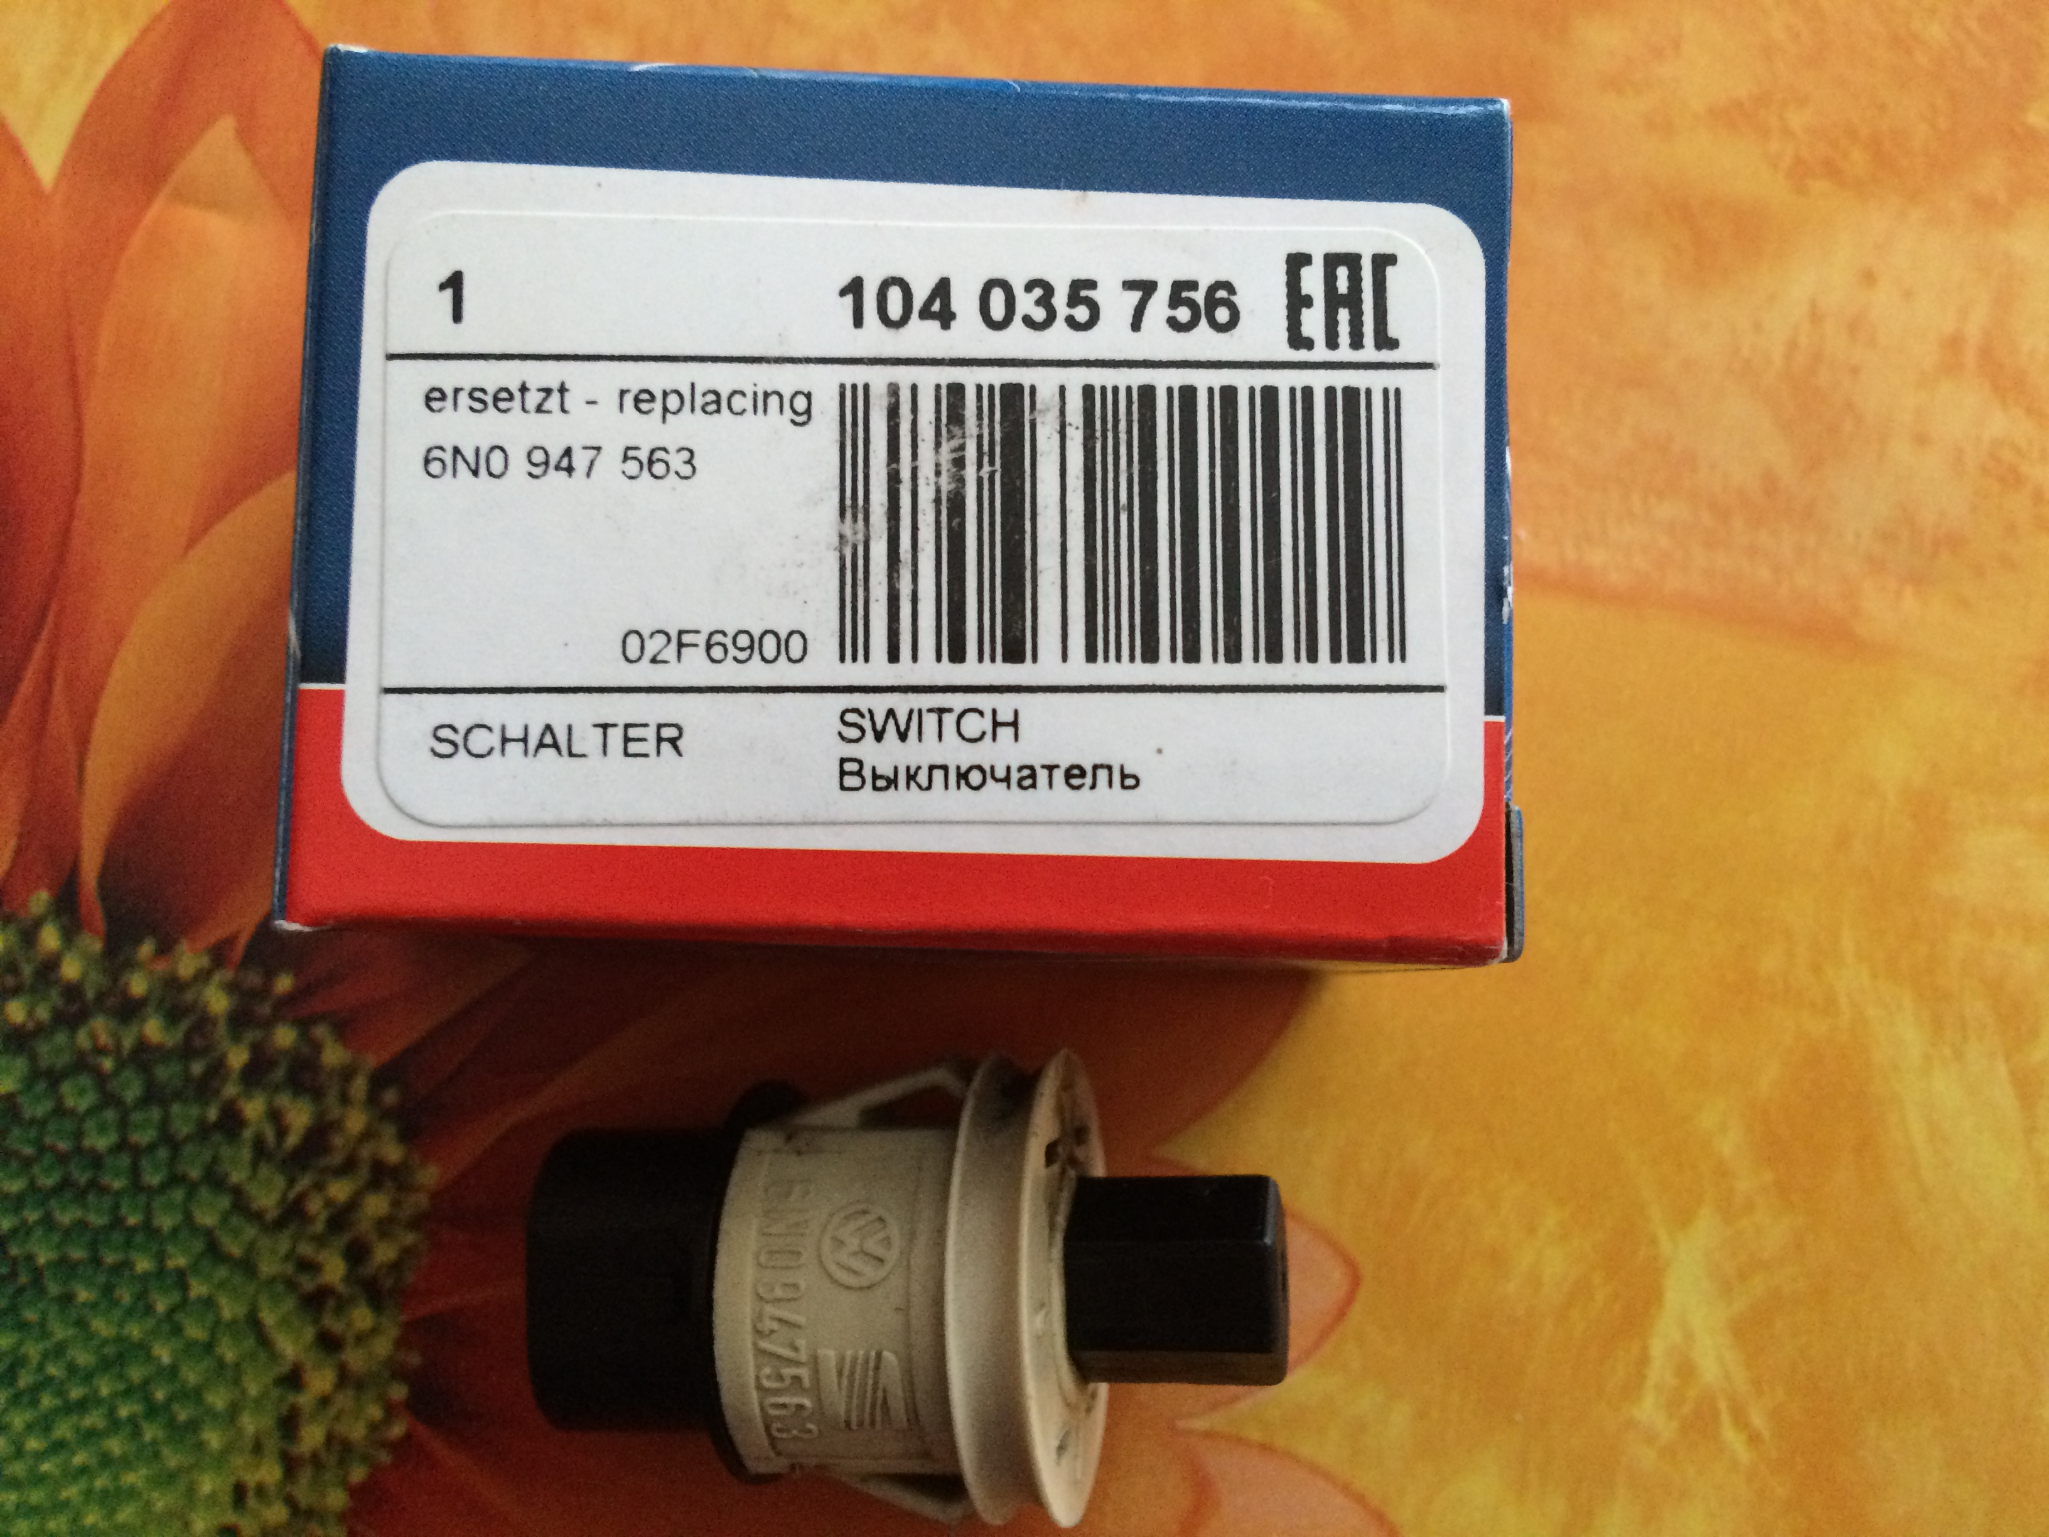 1 104 035 756 EAC
ersetzt - replacing
6N0 947 563
02F6900
SCHALTER
SWITCH
Выключатель
6N0947563